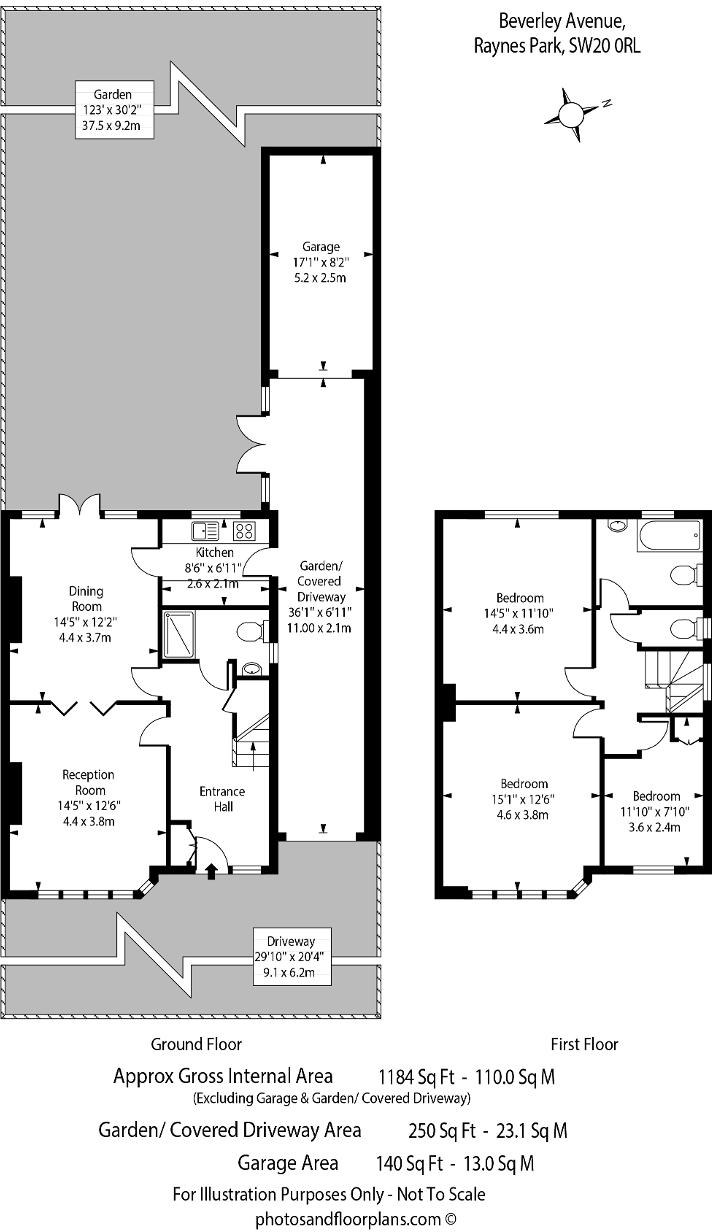 Beverley Avenue,
Raynes Park, SW20 0RL
N
Garden
123' x 30'2"
37.5 x 9.2m
Garage
17'1" x 8'2"
5.2 x 2.5m
Kitchen
8'6" x 6'11"
2.6 x 2.1m
Dining
Room
14'5" x 12'2"
4.4 x 3.7m
Garden/
Covered
Driveway
36'1" x 6'11"
11.00 x 2.1m
Reception
Room
14'5" x 12'6"
4.4 x 3.8m
Entrance
Hall
Driveway
29'10" x 20'4"
9.1 x 6.2m
Bedroom
14'5" x 11'10"
4.4 x 3.6m
Bedroom
15'1" x 12'6"
4.6 x 3.8m
Bedroom
11'10" x 7'10"
3.6 x 2.4m
Ground Floor
First Floor
Approx Gross Internal Area 1184 Sq Ft - 110.0 Sq M
(Excluding Garage & Garden/ Covered Driveway)
Garden/ Covered Driveway Area 250 Sq Ft - 23.1 Sq M
Garage Area 140 Sq Ft - 13.0 Sq M
For Illustration Purposes Only - Not To Scale
photosandfloorplans.com ©